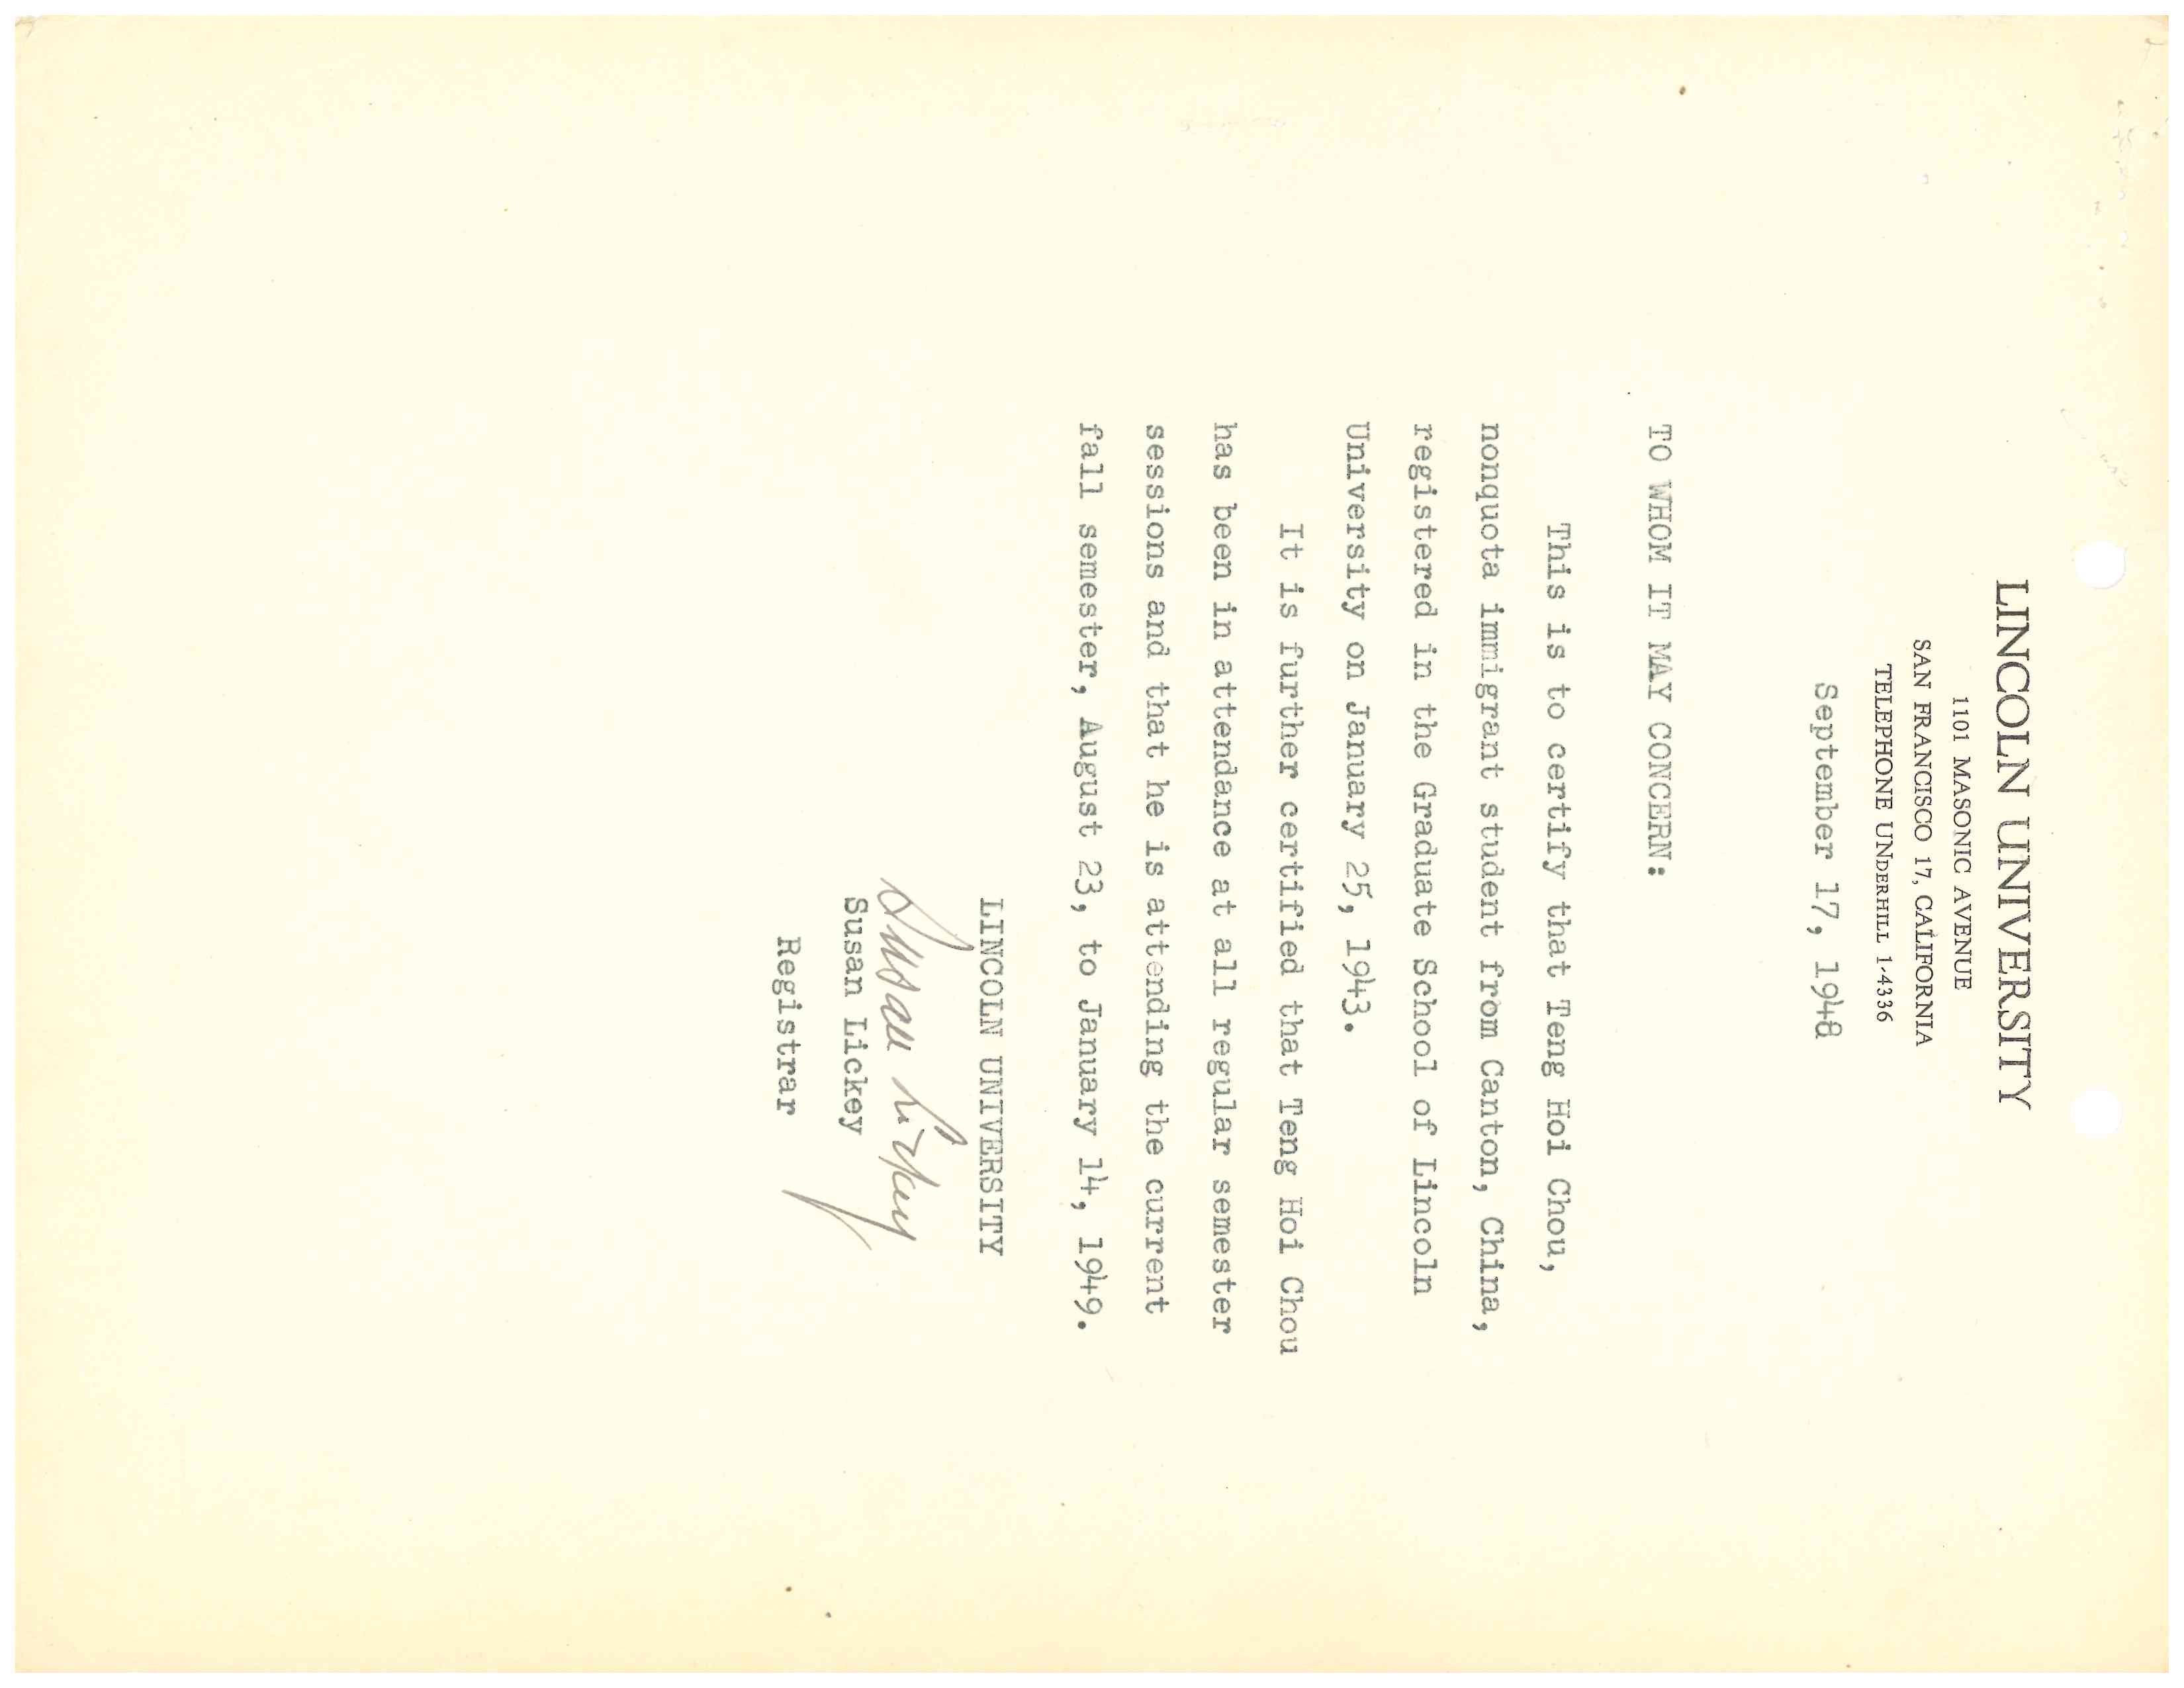 LINCOLN UNIVERSITY
1101 MASONIC AVENUE
SAN FRANCISCO 17, CALIFORNIA
TELEPHONE UNDERHILL 1-4336
September 17, 1948
TO WHOM IT MAY CONCERN:
This is to certify that Teng Hoi Chou,
nonquota immigrant student from Canton, China,
registered in the Graduate School of Lincoln
University on January 25, 1943.
It is further certified that Teng Hoi Chou
has been in attendance at all regular semester
sessions and that he is attending the current
fall semester, August 23, to January 14, 1949.
LINCOLN UNIVERSITY
Susan Lickey
Susan Lickey
Registrar